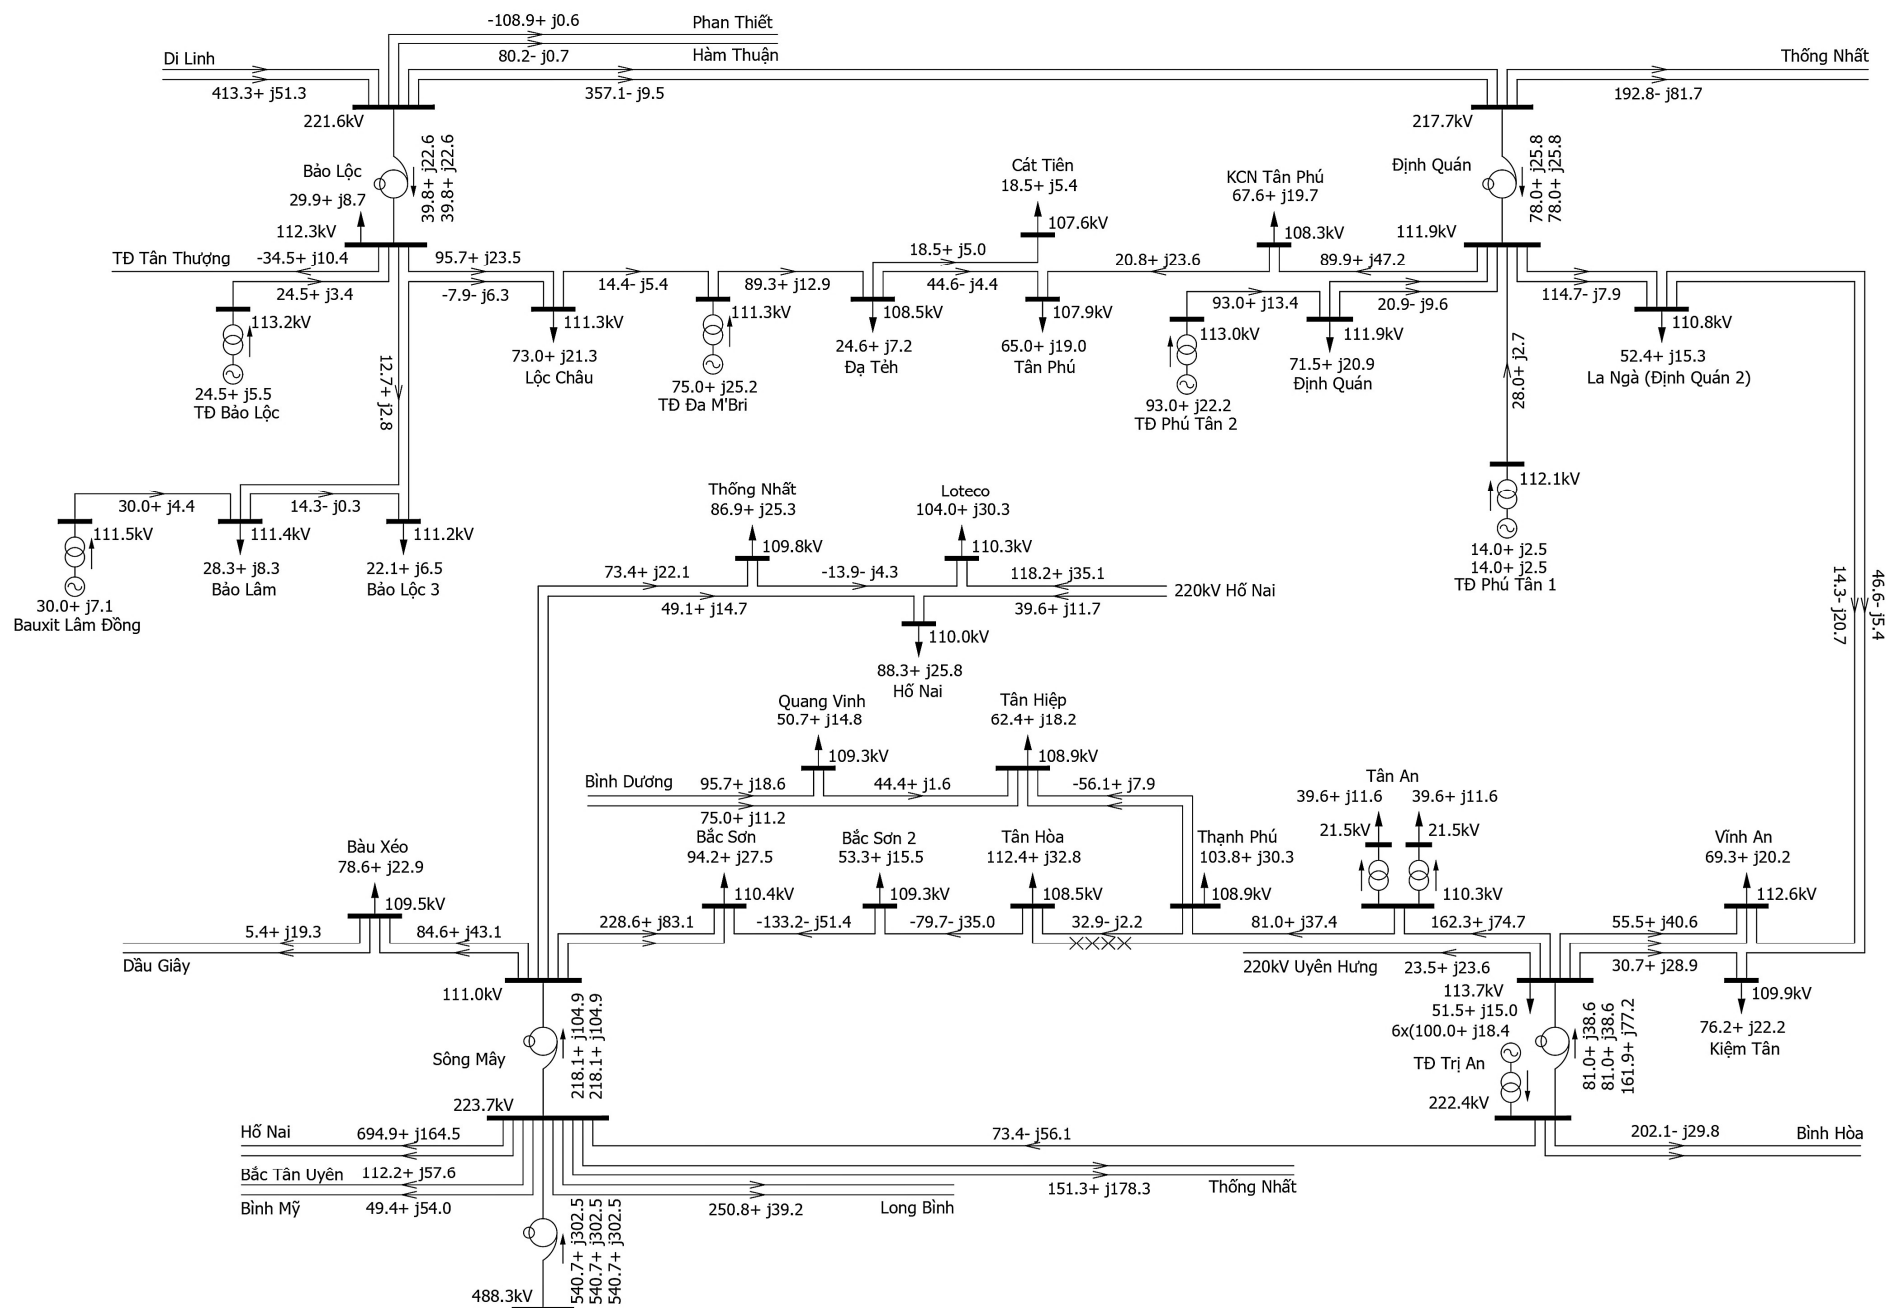 -108.9+ j0.6
Phan Thiết
Di Linh
80.2- j0.7
Hàm Thuận
Thống Nhất
413.3+ j51.3
357.1- j9.5
192.8- j81.7
221.6kV
217.7kV
Bảo Lộc
39.8+ j22.6
39.8+ j22.6
29.9+ j8.7
112.3kV
Định Quán
78.0+ j25.8
78.0+ j25.8
111.9kV
Cát Tiên
18.5+ j5.4
107.6kV
KCN Tân Phú
67.6+ j19.7
108.3kV
TĐ Tân Thượng
-34.5+ j10.4
95.7+ j23.5
18.5+ j5.0
20.8+ j23.6
89.9+ j47.2
24.5+ j3.4
-7.9- j6.3
14.4- j5.4
89.3+ j12.9
44.6- j4.4
93.0+ j13.4
20.9- j9.6
114.7- j7.9
113.2kV
111.3kV
111.3kV
108.5kV
107.9kV
113.0kV
111.9kV
110.8kV
24.5+ j5.5
TĐ Bảo Lộc
12.7+ j2.8
73.0+ j21.3
Lộc Châu
75.0+ j25.2
TĐ Đa M'Bri
24.6+ j7.2
Đạ Tẻh
65.0+ j19.0
Tân Phú
93.0+ j22.2
TĐ Phú Tân 2
71.5+ j20.9
Định Quán
28.0+ j2.7
52.4+ j15.3
La Ngà (Định Quán 2)
112.1kV
14.0+ j2.5
14.0+ j2.5
TĐ Phú Tân 1
30.0+ j4.4
14.3- j0.3
111.5kV
111.4kV
111.2kV
30.0+ j7.1
Bauxit Lâm Đồng
28.3+ j8.3
Bảo Lâm
22.1+ j6.5
Bảo Lộc 3
Thống Nhất
86.9+ j25.3
109.8kV
Loteco
104.0+ j30.3
110.3kV
73.4+ j22.1
-13.9- j4.3
118.2+ j35.1
220kV Hố Nai
49.1+ j14.7
39.6+ j11.7
110.0kV
88.3+ j25.8
Hố Nai
14.3- j20.7
46.6- j5.4
Quang Vinh
50.7+ j14.8
109.3kV
Tân Hiệp
62.4+ j18.2
108.9kV
Bình Dương
95.7+ j18.6
44.4+ j1.6
-56.1+ j7.9
75.0+ j11.2
Tân An
39.6+ j11.6
39.6+ j11.6
21.5kV
21.5kV
110.3kV
Bàu Xéo
78.6+ j22.9
109.5kV
Bắc Sơn
94.2+ j27.5
110.4kV
Bắc Sơn 2
53.3+ j15.5
109.3kV
Tân Hòa
112.4+ j32.8
108.5kV
Thạnh Phú
103.8+ j30.3
108.9kV
Vĩnh An
69.3+ j20.2
112.6kV
5.4+ j19.3
84.6+ j43.1
228.6+ j83.1
-133.2- j51.4
-79.7- j35.0
32.9- j2.2
81.0+ j37.4
162.3+ j74.7
55.5+ j40.6
Dầu Giây
220kV Uyên Hưng
23.5+ j23.6
30.7+ j28.9
111.0kV
113.7kV
109.9kV
51.5+ j15.0
6x(100.0+ j18.4
76.2+ j22.2
Kiệm Tân
Sông Mây
218.1+ j104.9
218.1+ j104.9
TĐ Trị An
81.0+ j38.6
81.0+ j38.6
161.9+ j77.2
223.7kV
222.4kV
Hố Nai
694.9+ j164.5
73.4- j56.1
202.1- j29.8
Bình Hòa
Bắc Tân Uyên
112.2+ j57.6
151.3+ j178.3
Thống Nhất
Bình Mỹ
49.4+ j54.0
250.8+ j39.2
Long Bình
540.7+ j302.5
540.7+ j302.5
540.7+ j302.5
488.3kV